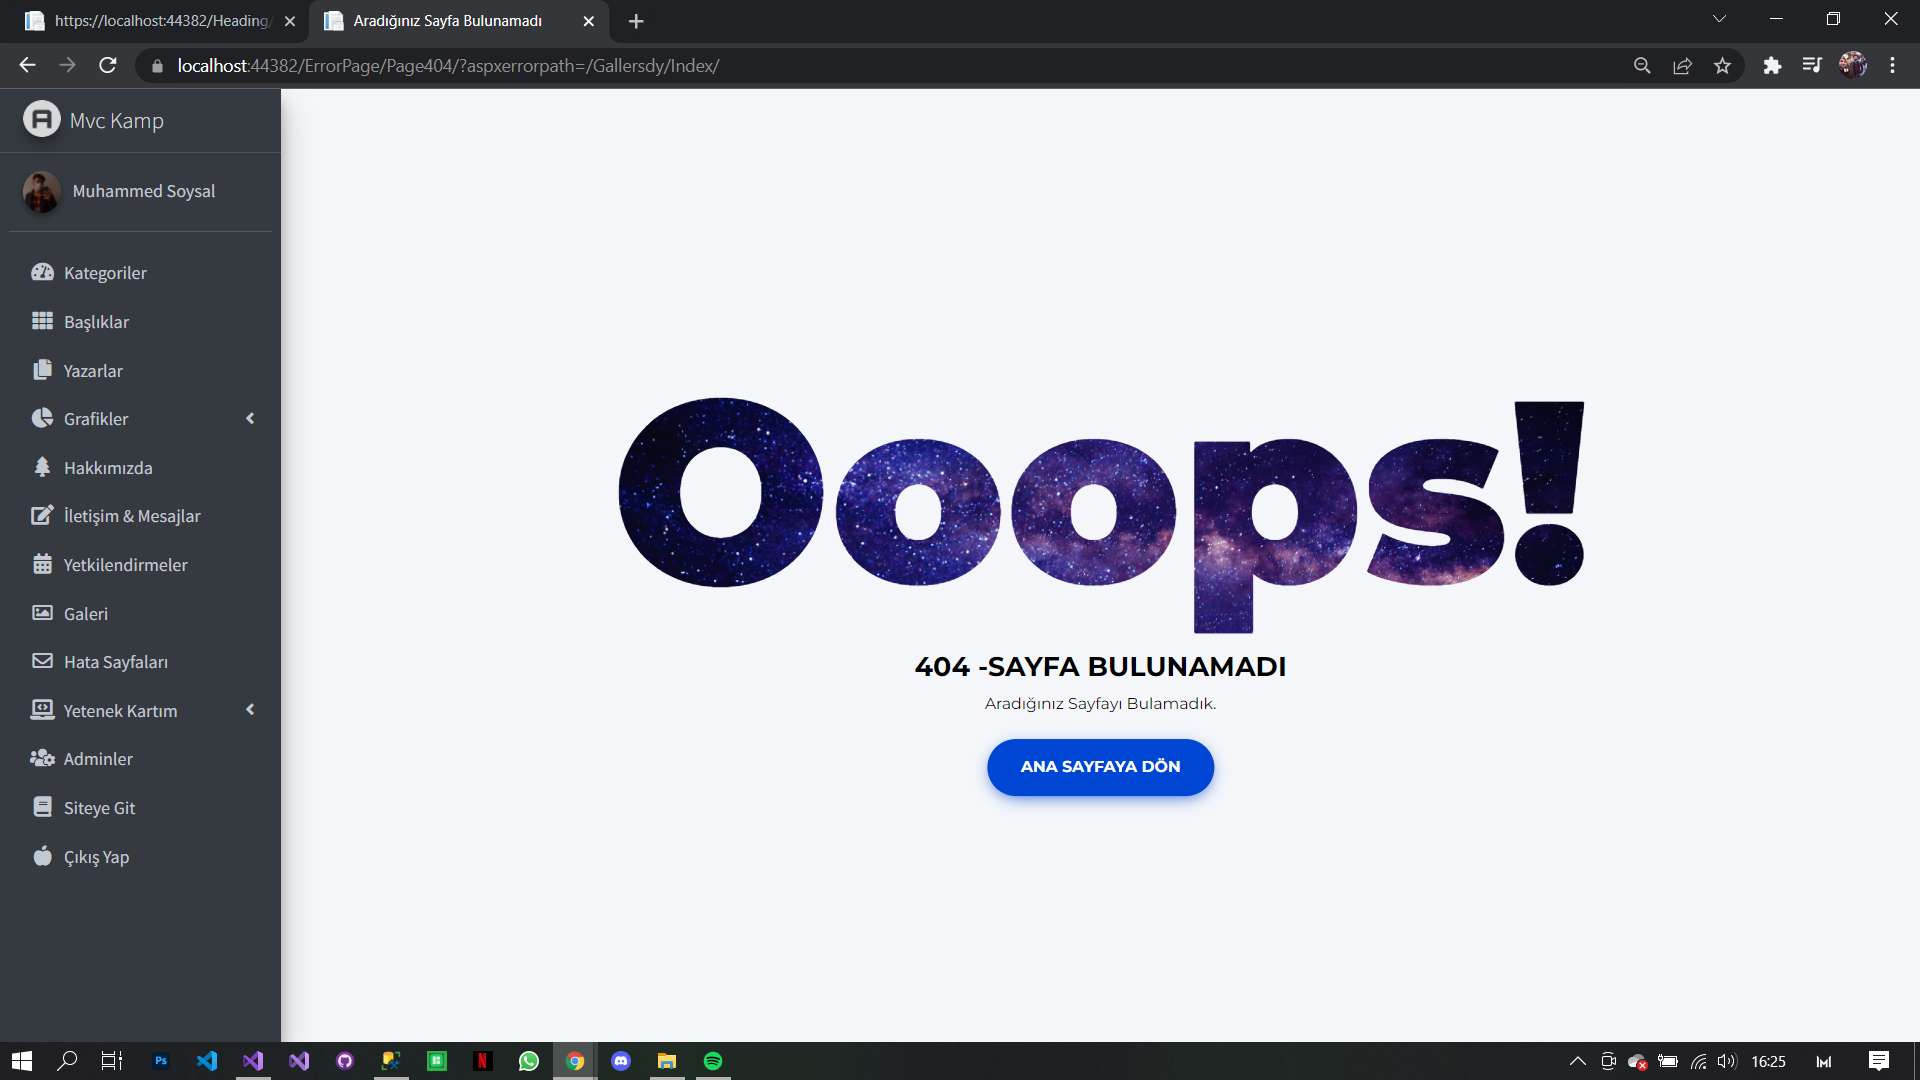 https://localhost:44382/Heading/
Aradığınız Sayfa Bulunamadı
localhost:44382/ErrorPage/Page404/?aspxerrorpath=/Gallersdy/Index/
Mvc Kamp
Muhammed Soysal
Kategoriler
Başlıklar
Yazarlar
Grafikler
Hakkımızda
İletişim & Mesajlar
Yetkilendirmeler
Galeri
Hata Sayfaları
Yetenek Kartım
Adminler
Siteye Git
Çıkış Yap
Ooops!
404 -SAYFA BULUNAMADI
Aradığınız Sayfayı Bulamadık.
ANA SAYFAYA DÖN
Ps
N
16:25